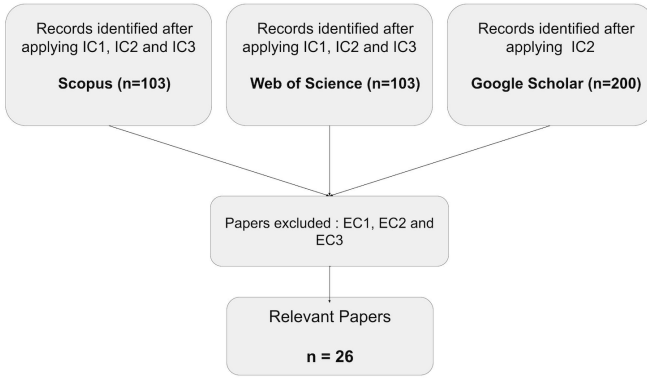 Records identified after
applying IC1, IC2 and IC3
Scopus (n=103)
Records identified after
applying IC1, IC2 and IC3
Web of Science (n=103)
Records identified after
applying IC2
Google Scholar (n=200)
Papers excluded : EC1, EC2 and
EC3
Relevant Papers
n = 26